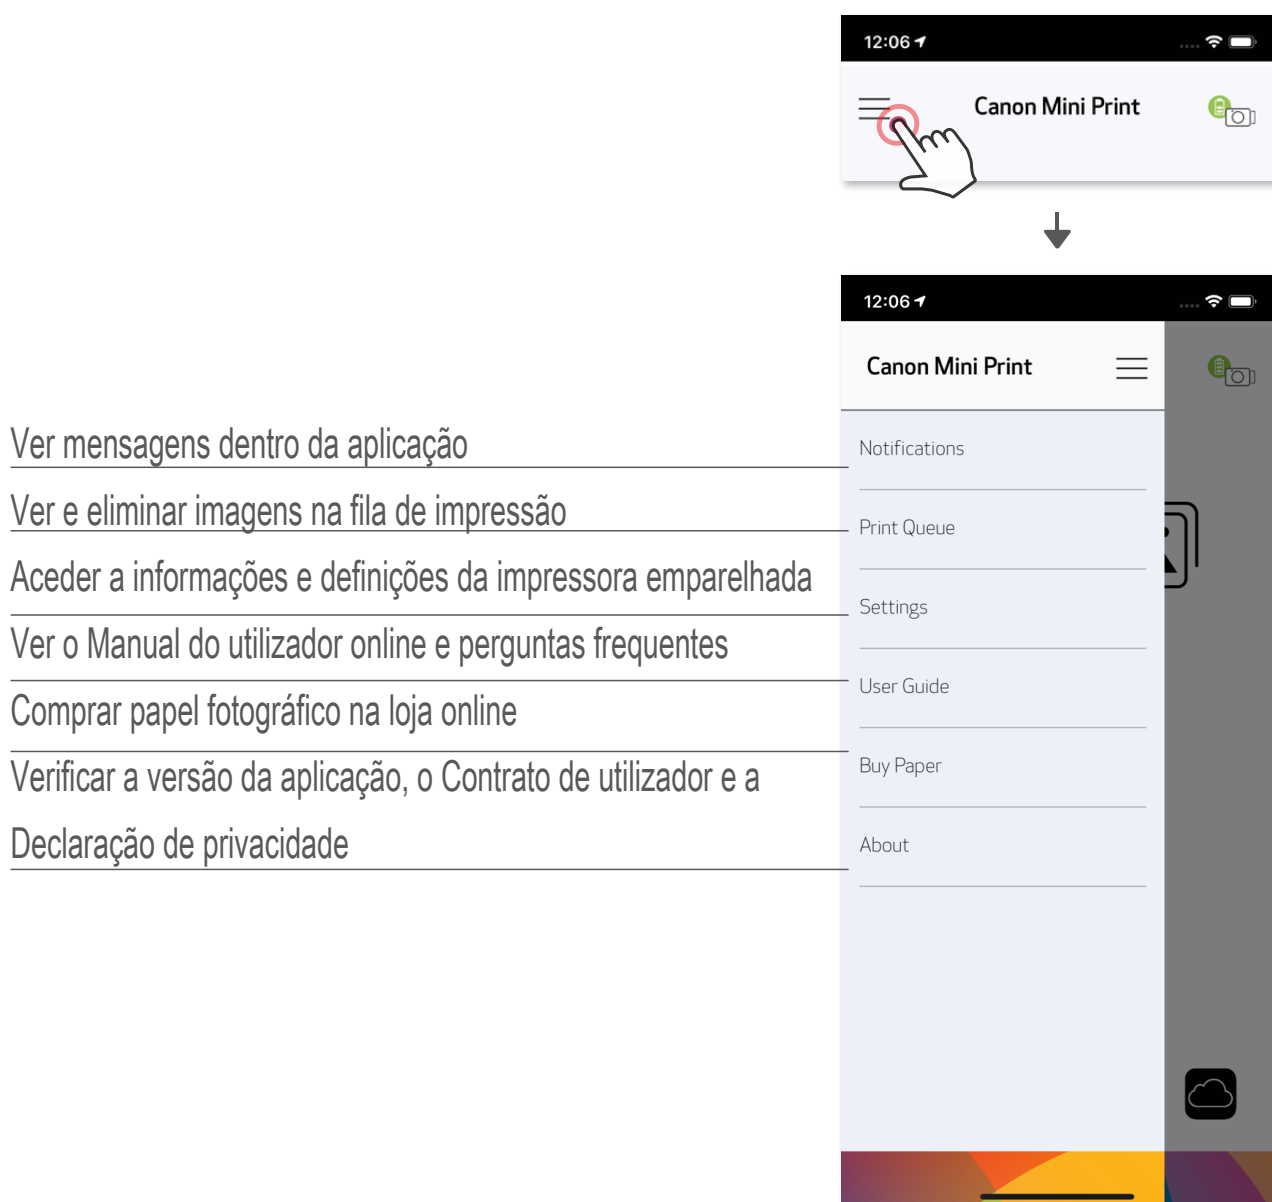 12:06
Canon Mini Print
12:06
Canon Mini Print
Ver mensagens dentro da aplicação
Notifications
Ver e eliminar imagens na fila de impressão
Print Queue
Aceder a informações e definições da impressora emparelhada
Settings
Ver o Manual do utilizador online e perguntas frequentes
User Guide
Comprar papel fotográfico na loja online
Buy Paper
Verificar a versão da aplicação, o Contrato de utilizador e a
Declaração de privacidade
About